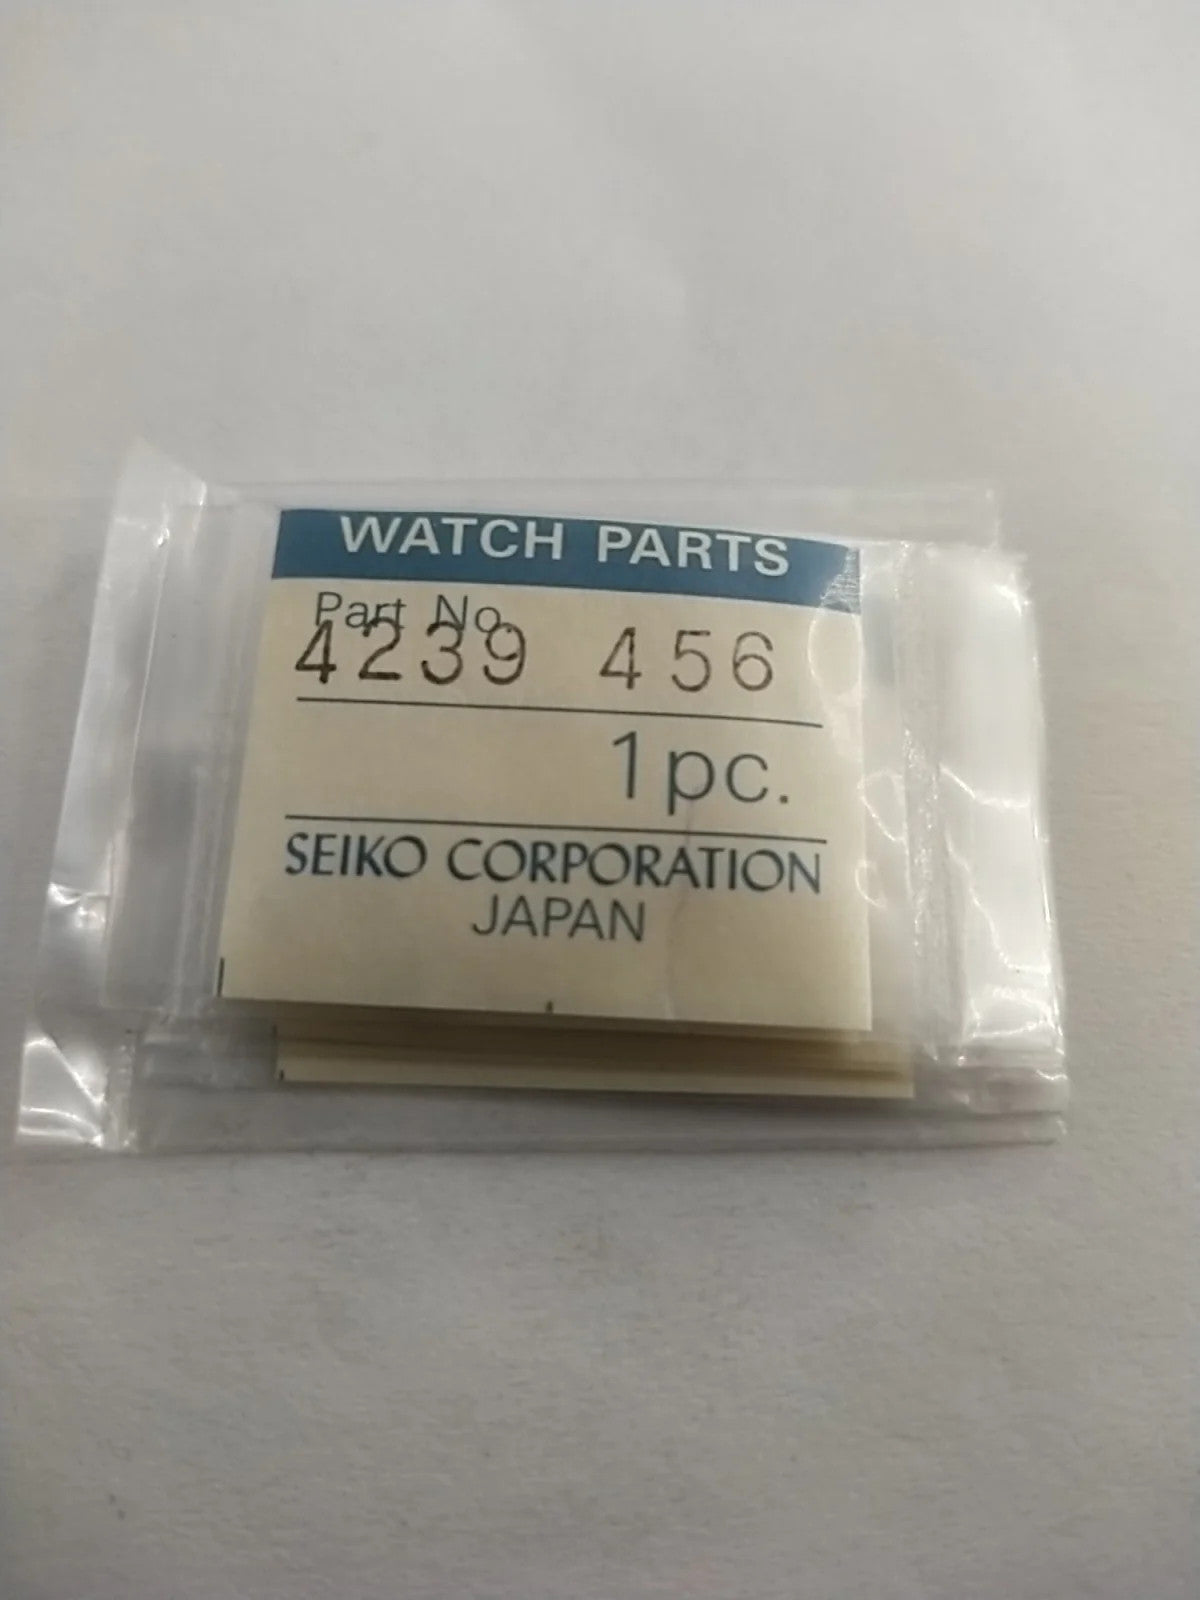 WATCH PARTS
Part No.
4239 456
1pc.
SEIKO CORPORATION
JAPAN